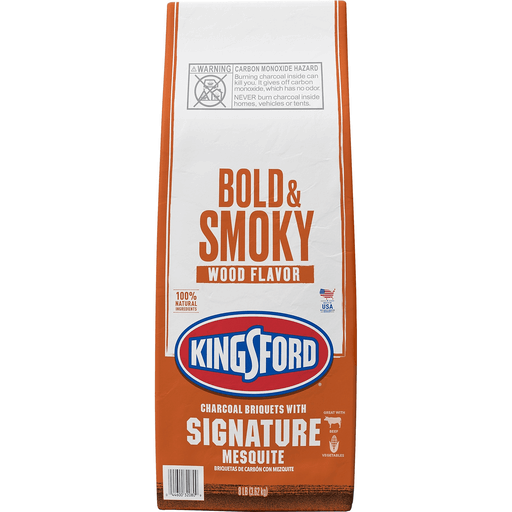 WARNING CARBON MONOXIDE HAZARD
Burning charcoal inside can
kill you. It gives off carbon
monoxide, which has no odor.
NEVER burn charcoal inside
homes, vehicles or tents.
BOLD &
SMOKY
WOOD FLAVOR
100%
NATURAL
INGREDIENTS
USA
KINGSFORD
®
CHARCOAL BRIQUETS WITH
SIGNATURE
MESQUITE
BRIQUETAS DE CARBÓN CON MEZQUITE
GREAT WITH
BEEF
VEGETABLES
8 LB (3.62 kg)